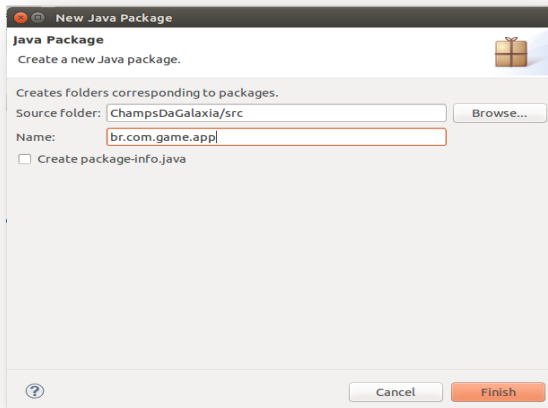 New Java Package
Java Package
Create a new Java package.
Creates folders corresponding to packages.
Source folder: ChampsDaGalaxia/src Browse...
Name: br.com.game.app
Create package-info.java
? Cancel Finish